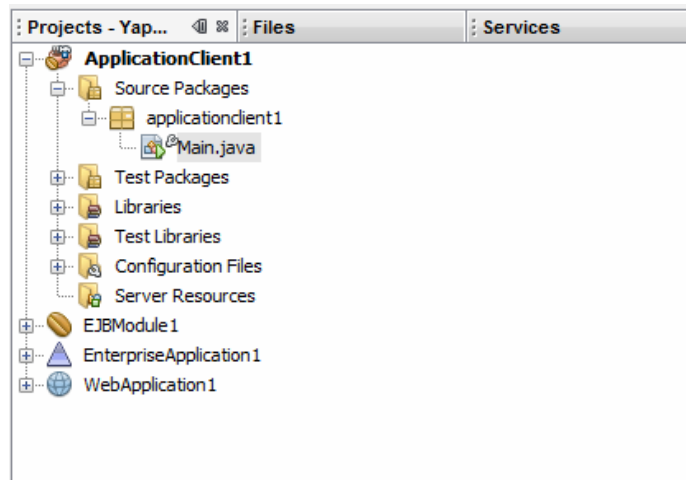 Projects - Yap... Files Services
ApplicationClient1
Source Packages
applicationclient1
Main.java
Test Packages
Libraries
Test Libraries
Configuration Files
Server Resources
EJBModule1
EnterpriseApplication1
WebApplication1